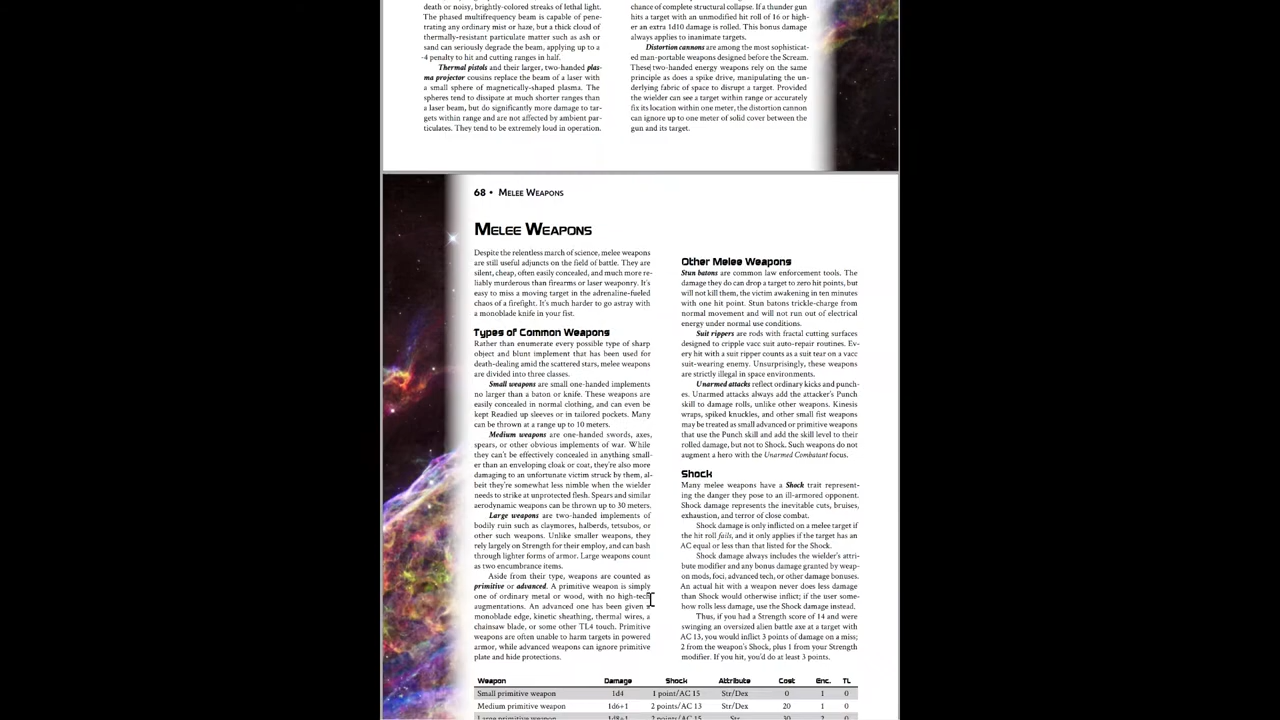 death or noisy, brightly-colored streaks of lethal light.
The phased multifrequency beam is capable of pene-
trating any ordinary mist or haze, but a thick cloud of
thermally-resistant particulate matter such as ash or
sand can seriously degrade the beam, applying up to a
-4 penalty to hit and cutting ranges in half.
Thermal pistols and their larger, two-handed plas-
ma projector cousins replace the beam of a laser with
a small sphere of magnetically-shaped plasma. The
spheres tend to dissipate at much shorter ranges than
a laser beam, but do significantly more damage to tar-
gets within range and are not affected by ambient par-
ticulates. They tend to be extremely loud in operation.
chance of complete structural collapse. If a thunder gun
hits a target with an unmodified hit roll of 16 or high-
er an extra 1d10 damage is rolled. This bonus damage
always applies to inanimate targets.
Distortion cannons are among the most sophisticat-
ed man-portable weapons designed before the Scream.
These two-handed energy weapons rely on the same
principle as does a spike drive, manipulating the un-
derlying fabric of space to disrupt a target. Provided
the wielder can see a target within range or accurately
fix its location within one meter, the distortion cannon
can ignore up to one meter of solid cover between the
gun and its target.
68 • Melee Weapons
Melee Weapons
Despite the relentless march of science, melee weapons
are still useful adjuncts on the field of battle. They are
silent, cheap, often easily concealed, and much more re-
liably murderous than firearms or laser weaponry. It's
easy to miss a moving target in the adrenaline-fueled
chaos of a firefight. It's much harder to go astray with
a monoblade knife in your fist.
Types of Common Weapons
Rather than enumerate every possible type of sharp
object and blunt implement that has been used for
death-dealing amid the scattered stars, melee weapons
are divided into three classes.
Small weapons are small one-handed implements
no larger than a baton or knife. These weapons are
easily concealed in normal clothing, and can even be
kept Readied up sleeves or in tailored pockets. Many
can be thrown at a range up to 10 meters.
Medium weapons are one-handed swords, axes,
spears, or other obvious implements of war. While
they can't be effectively concealed in anything small-
er than an enveloping cloak or coat, they're also more
damaging to an unfortunate victim struck by them, al-
beit they're somewhat less nimble when the wielder
needs to strike at unprotected flesh. Spears and similar
aerodynamic weapons can be thrown up to 30 meters.
Large weapons are two-handed implements of
bodily ruin such as claymores, halberds, tetsubos, or
other such weapons. Unlike smaller weapons, they
rely largely on Strength for their employ, and can bash
through lighter forms of armor. Large weapons count
as two encumbrance items.
Aside from their type, weapons are counted as
primitive or advanced. A primitive weapon is simply
one of ordinary metal or wood, with no high-tech
augmentations. An advanced one has been given a
monoblade edge, kinetic sheathing, thermal wires, a
chainsaw blade, or some other TL4 touch. Primitive
weapons are often unable to harm targets in powered
armor, while advanced weapons can ignore primitive
plate and hide protections.
Other Melee Weapons
Stun batons are common law enforcement tools. The
damage they do can drop a target to zero hit points, but
will not kill them, the victim awakening in ten minutes
with one hit point. Stun batons trickle-charge from
normal movement and will not run out of electrical
energy under normal use conditions.
Suit rippers are rods with fractal cutting surfaces
designed to cripple vacc suit auto-repair routines. Ev-
ery hit with a suit ripper counts as a suit tear on a vacc
suit-wearing enemy. Unsurprisingly, these weapons
are strictly illegal in space environments.
Unarmed attacks reflect ordinary kicks and punch-
es. Unarmed attacks always add the attacker's Punch
skill to damage rolls, unlike other weapons. Kinesis
wraps, spiked knuckles, and other small fist weapons
may be treated as small advanced or primitive weapons
that use the Punch skill and add the skill level to their
rolled damage, but not to Shock. Such weapons do not
augment a hero with the Unarmed Combatant focus.
Shock
Many melee weapons have a Shock trait represent-
ing the danger they pose to an ill-armored opponent.
Shock damage represents the inevitable cuts, bruises,
exhaustion, and terror of close combat.
Shock damage is only inflicted on a melee target if
the hit roll fails, and it only applies if the target has an
AC equal or less than that listed for the Shock.
Shock damage always includes the wielder's attri-
bute modifier and any bonus damage granted by weap-
on mods, foci, advanced tech, or other damage bonuses.
An actual hit with a weapon never does less damage
than Shock would otherwise inflict; if the user some-
how rolls less damage, use the Shock damage instead.
Thus, if you had a Strength score of 14 and were
swinging an oversized alien battle axe at a target with
AC 13, you would inflict 3 points of damage on a miss;
2 from the weapon's Shock, plus 1 from your Strength
modifier. If you hit, you'd do at least 3 points.
Weapon Damage Shock Attribute Cost Enc. TL
Small primitive weapon 1d4 1 point/AC 15 Str/Dex 0 1 0
Medium primitive weapon 1d6+1 2 points/AC 13 Str/Dex 20 1 0
Large primitive weapon 1d8+1 2 points/AC 15 Str 30 2 0